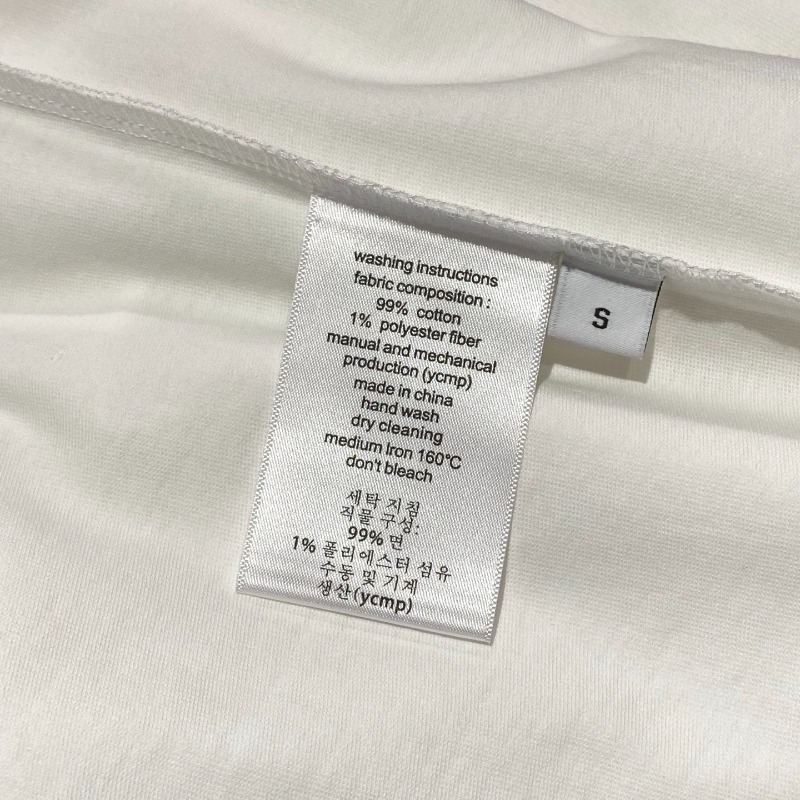 washing instructions
fabric composition :
99% cotton
1% polyester fiber
manual and mechanical
production (ycmp)
made in china
hand wash
dry cleaning
medium Iron 160°C
don't bleach
세탁 지침
직물 구성:
99% 면
1% 폴리에스터 섬유
수동 및 기계
생산(ycmp)
S